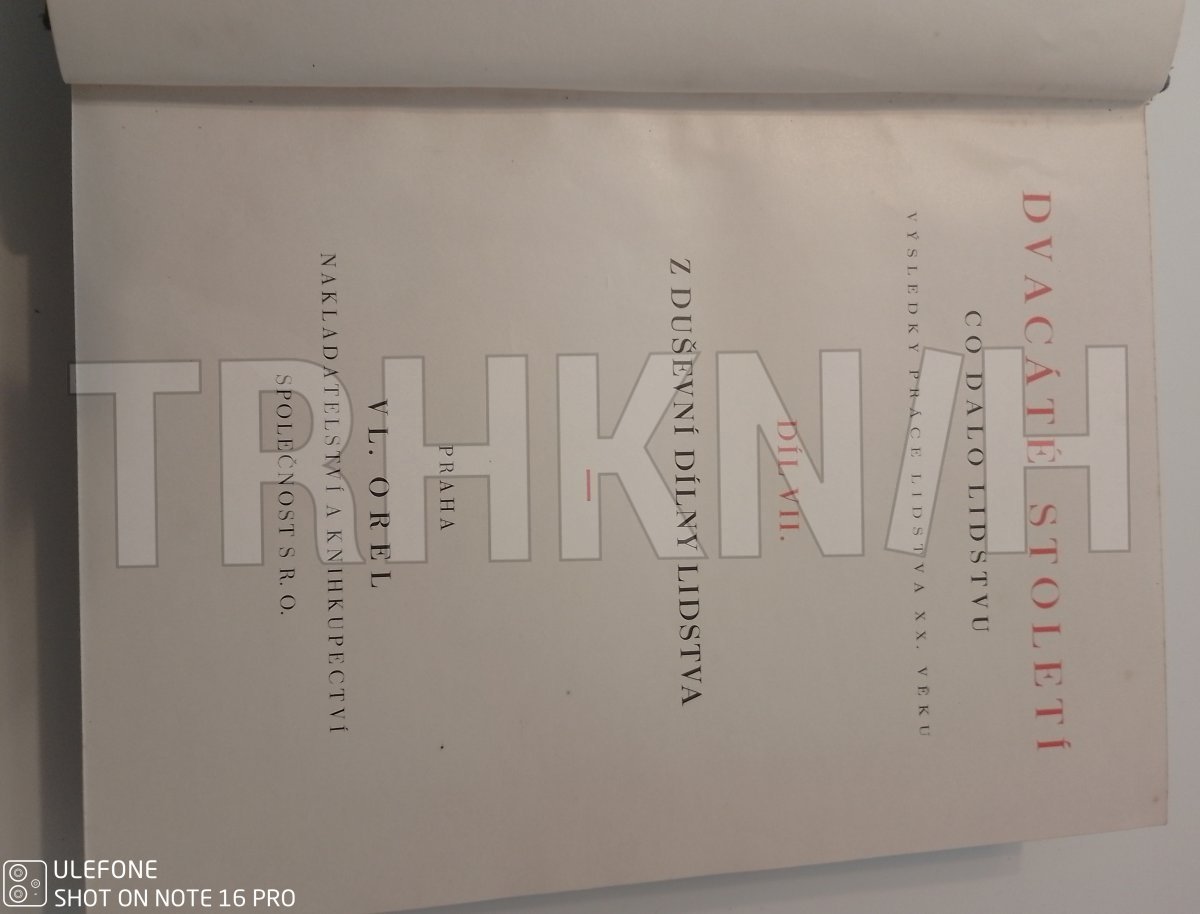 DVACÁTÉ STOLETÍ
CO DALO LIDSTVU
VÝSLEDKY PRÁCE LIDSTVA XX. VĚKU
DÍL VII.
Z DUŠEVNÍ DÍLNY LIDSTVA
PRAHA
VL. OREL
NAKLADATELSTVÍ A KNIHKUPECTVÍ
SPOLEČNOST S R. O.
TRHKNIH
ULEFONE
SHOT ON NOTE 16 PRO